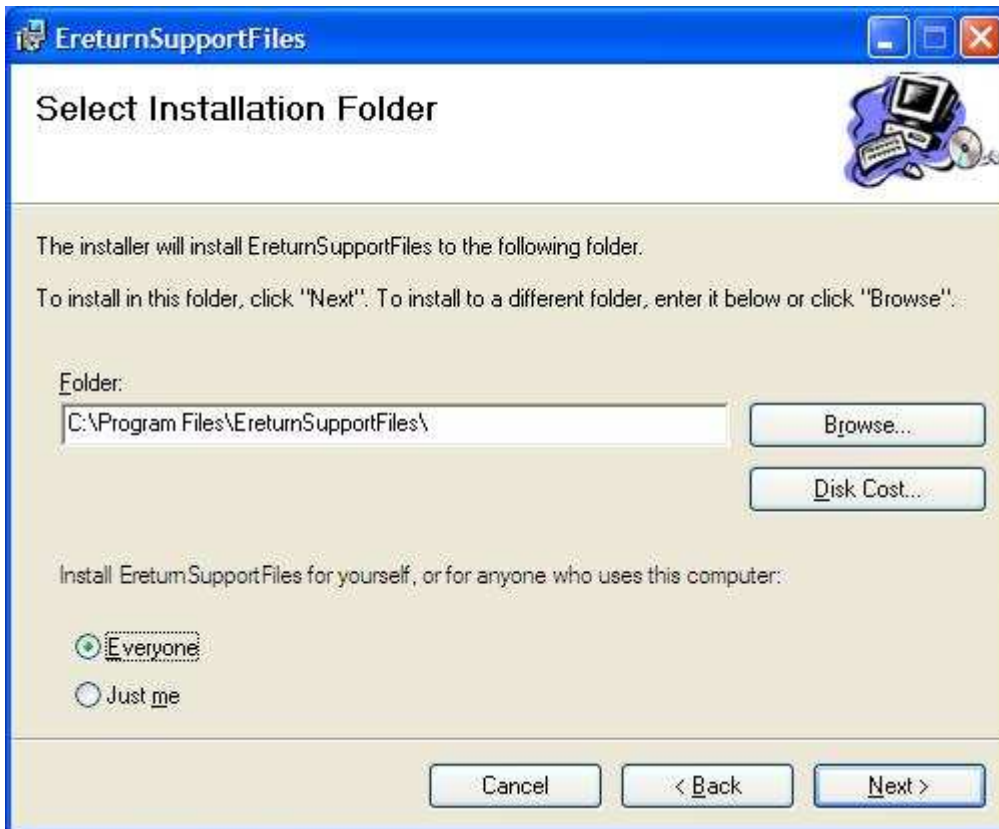 EreturnSupportFiles
Select Installation Folder
The installer will install EreturnSupportFiles to the following folder.
To install in this folder, click "Next". To install to a different folder, enter it below or click "Browse".
Folder:
C:\Program Files\EreturnSupportFiles\
Browse...
Disk Cost...
Install EreturnSupportFiles for yourself, or for anyone who uses this computer:
Everyone
Just me
Cancel
< Back
Next >